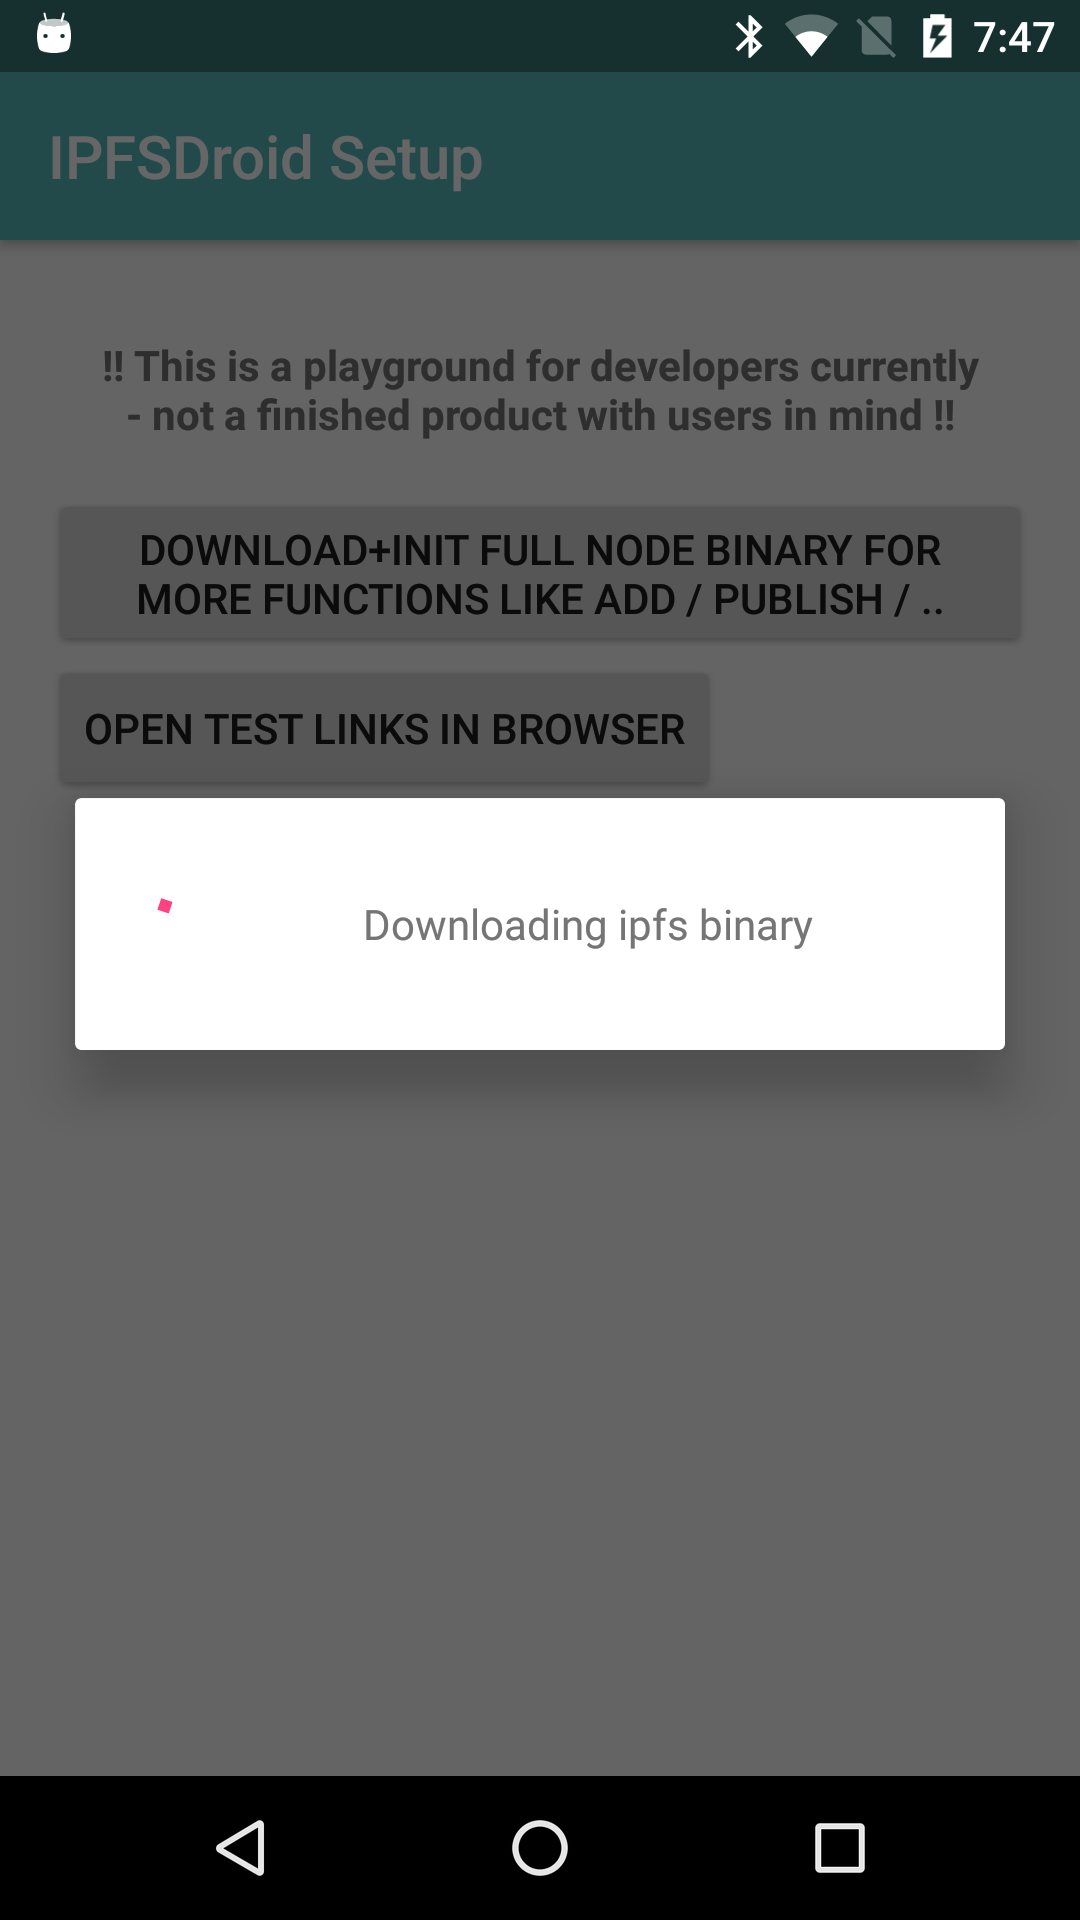 7:47
IPFSDroid Setup
!! This is a playground for developers currently
- not a finished product with users in mind !!
DOWNLOAD+INIT FULL NODE BINARY FOR
MORE FUNCTIONS LIKE ADD / PUBLISH / ..
OPEN TEST LINKS IN BROWSER
Downloading ipfs binary